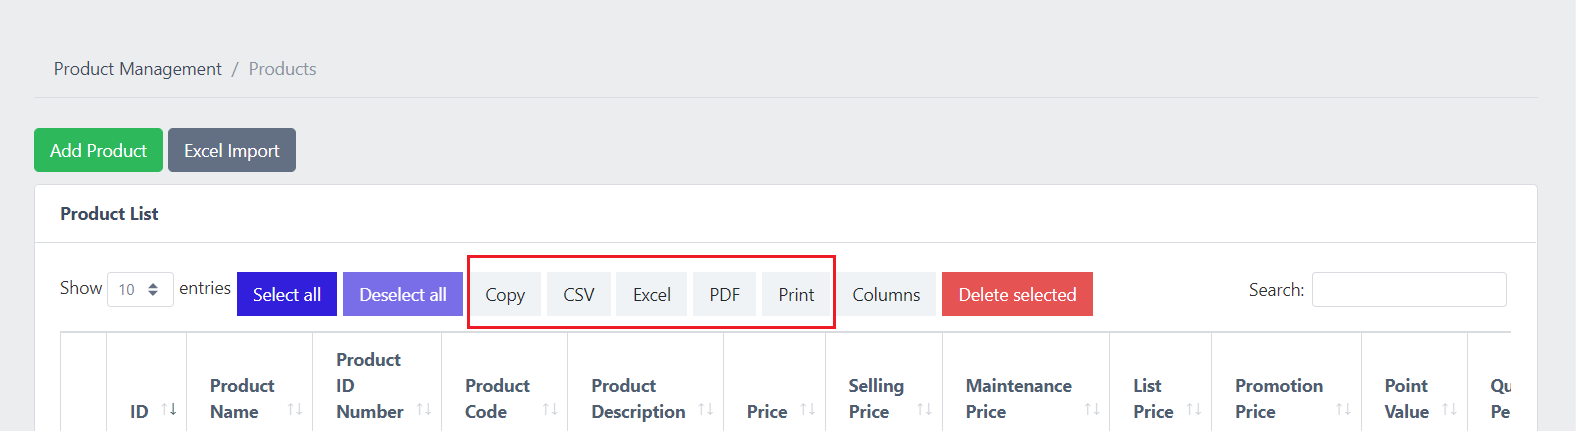 Product Management / Products
Add Product Excel Import
Product List
Show 10 entries Select all Deselect all Copy CSV Excel PDF Print Columns Delete selected Search:
ID
Product
Name
Product
ID
Number
Product
Code
Product
Description
Price
Selling
Price
Maintenance
Price
List
Price
Promotion
Price
Point
Value
Qu
Pe